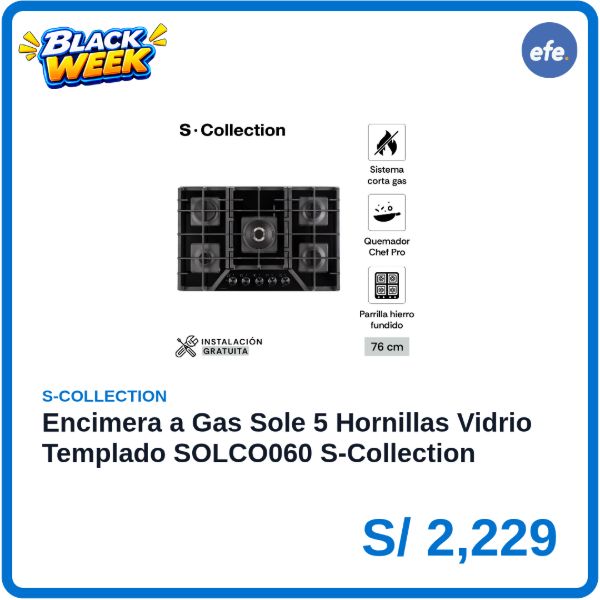 BLACK
WEEK
efe.
S·Collection
Sistema
corta gas
Quemador
Chef Pro
Parrilla hierro
fundido
INSTALACIÓN
GRATUITA
76 cm
S-COLLECTION
Encimera a Gas Sole 5 Hornillas Vidrio
Templado SOLCO060 S-Collection
S/ 2,229